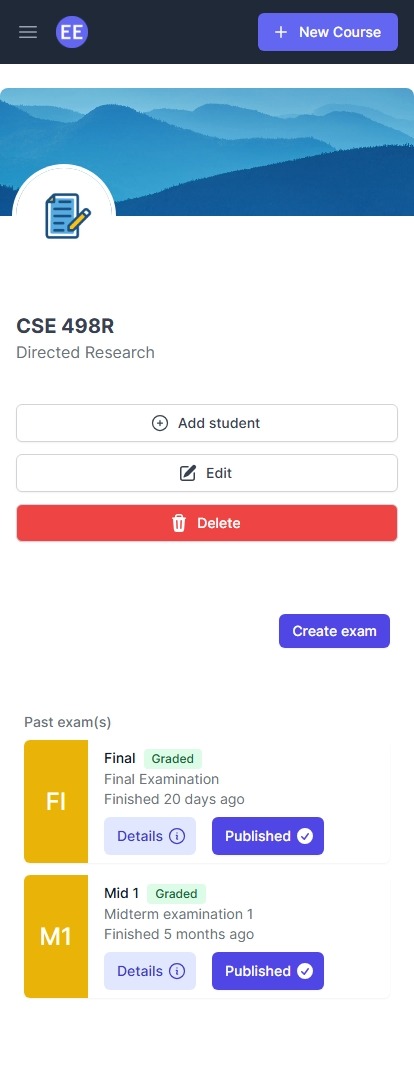 EE
New Course
CSE 498R
Directed Research
Add student
Edit
Delete
Create exam
Past exam(s)
FI
Final Graded
Final Examination
Finished 20 days ago
Details Published
M1
Mid 1 Graded
Midterm examination 1
Finished 5 months ago
Details Published